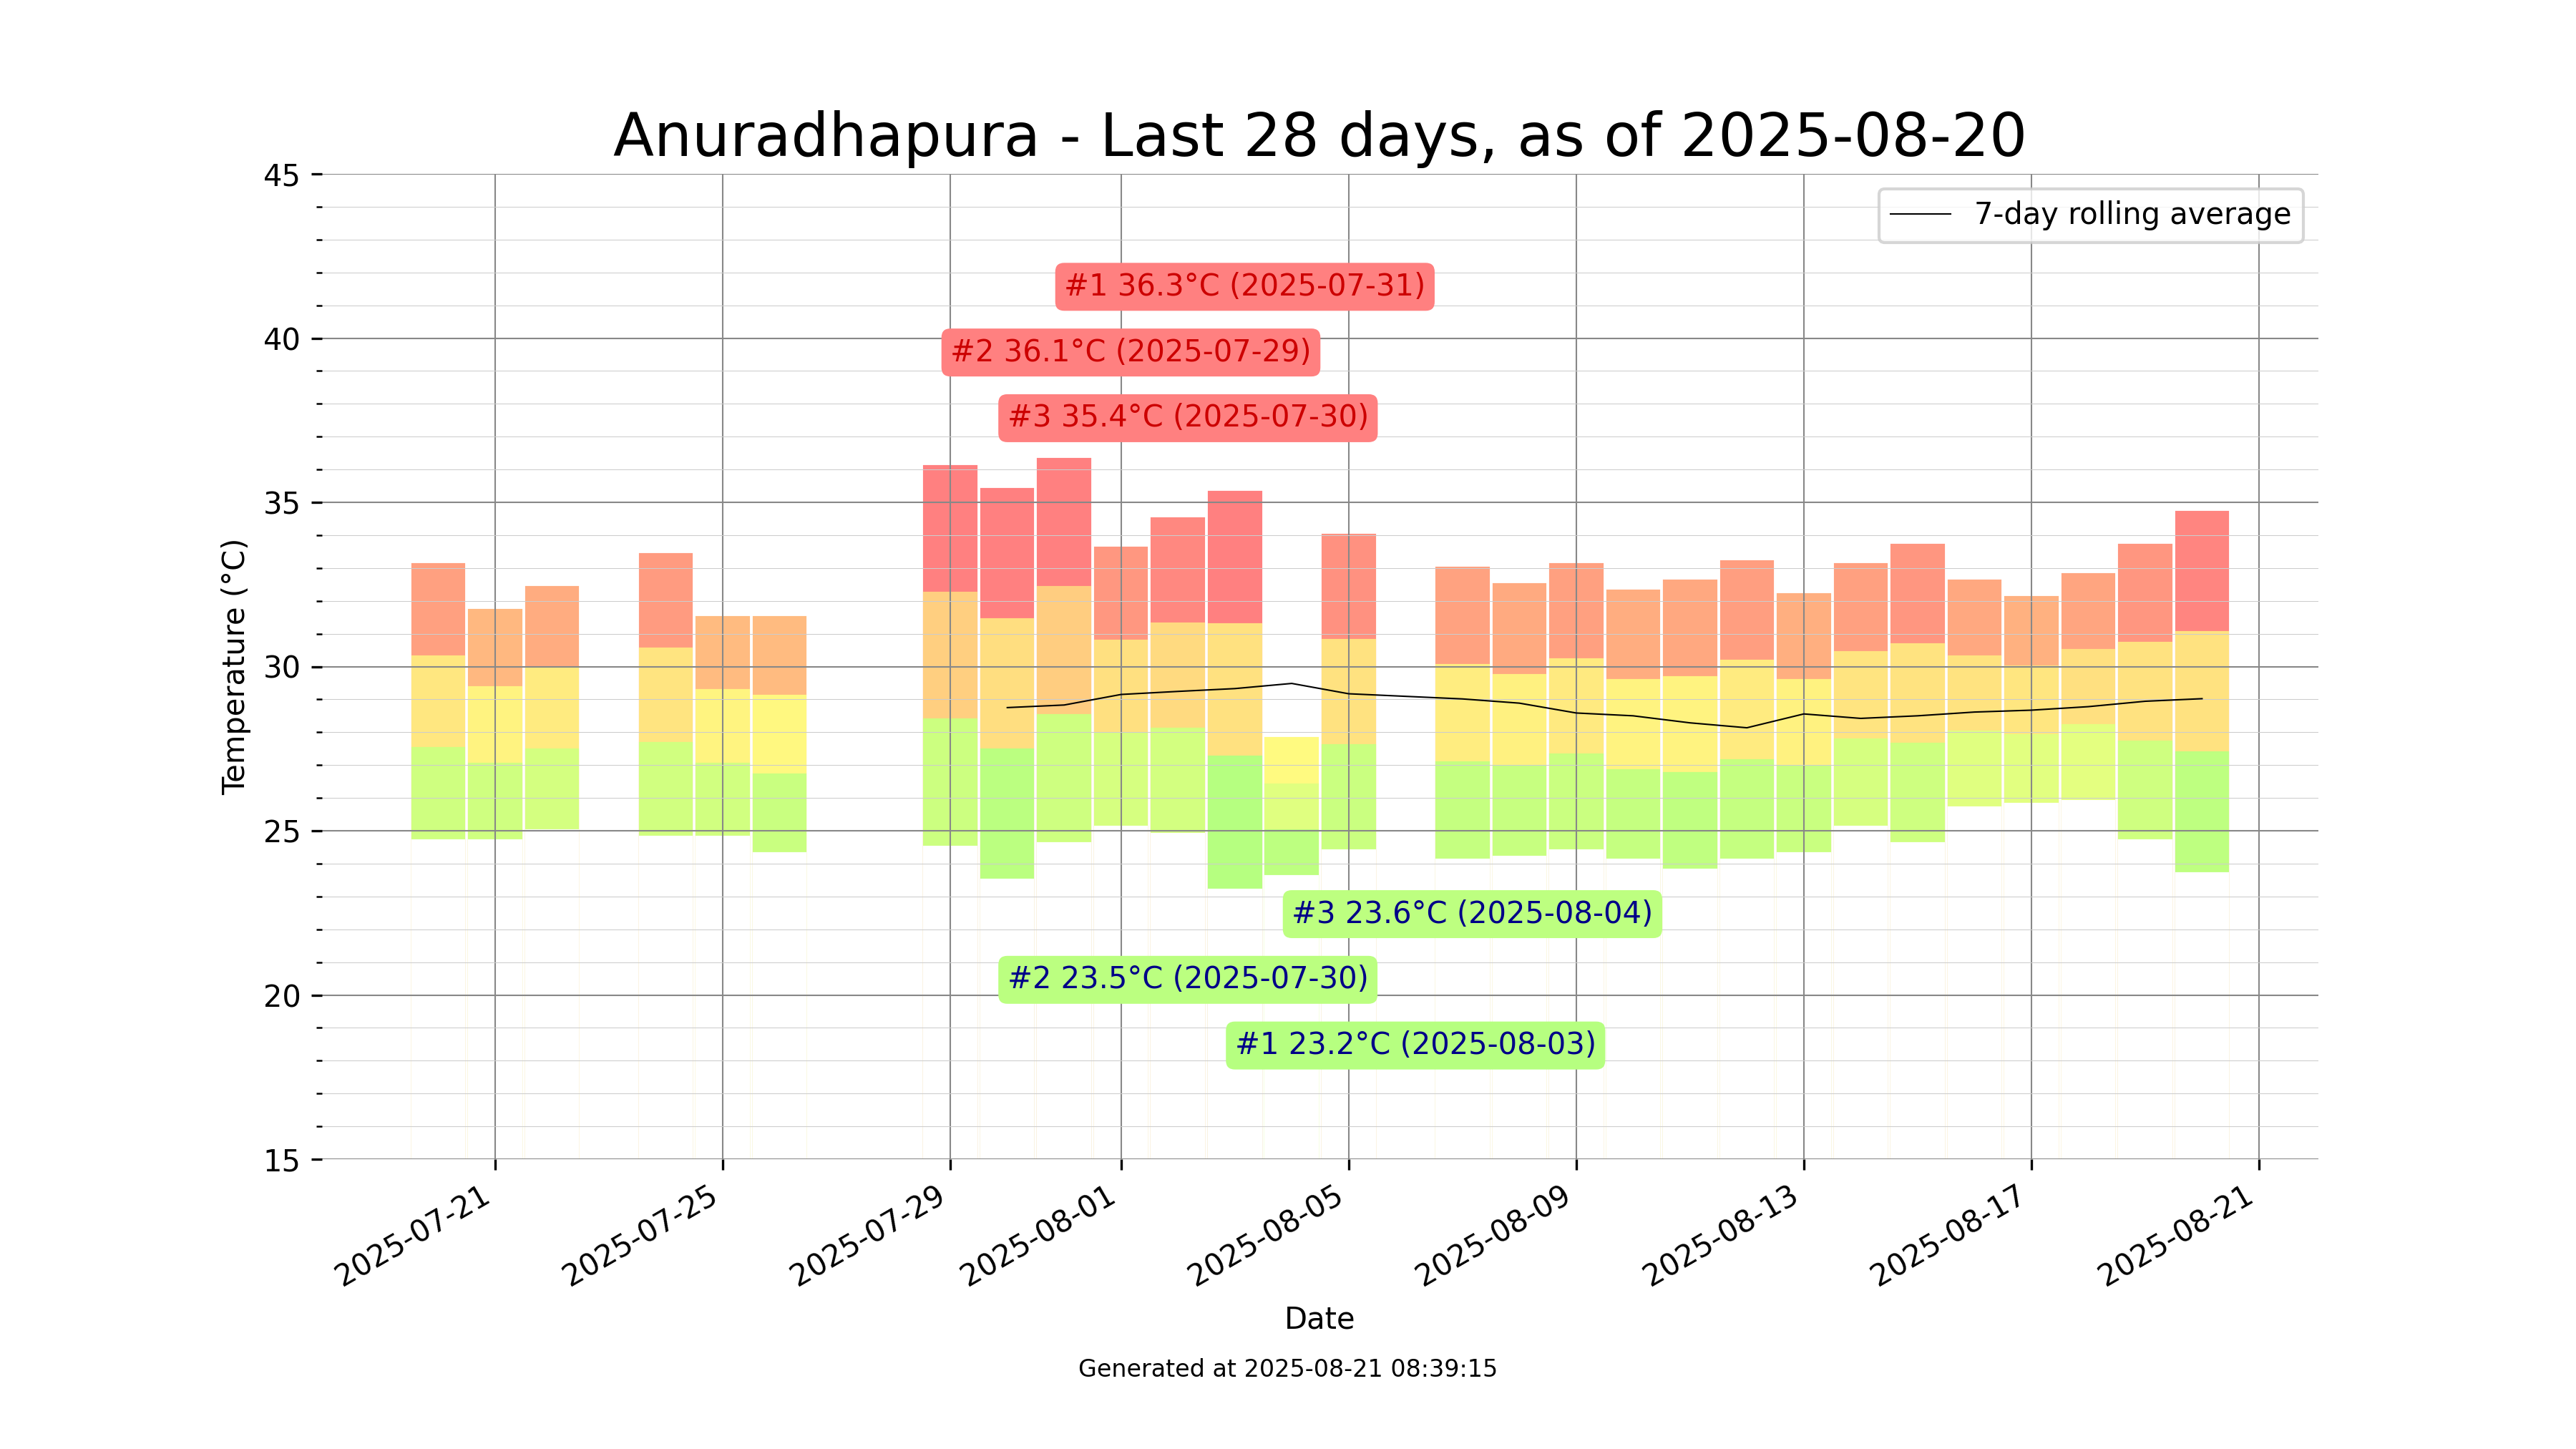 Anuradhapura - Last 28 days, as of 2025-08-20
7-day rolling average
#1 36.3°C (2025-07-31)
#2 36.1°C (2025-07-29)
#3 35.4°C (2025-07-30)
#3 23.6°C (2025-08-04)
#2 23.5°C (2025-07-30)
#1 23.2°C (2025-08-03)
Temperature (°C)
45
40
35
30
25
20
15
2025-07-21
2025-07-25
2025-07-29
2025-08-01
2025-08-05
2025-08-09
2025-08-13
2025-08-17
2025-08-21
Date
Generated at 2025-08-21 08:39:15